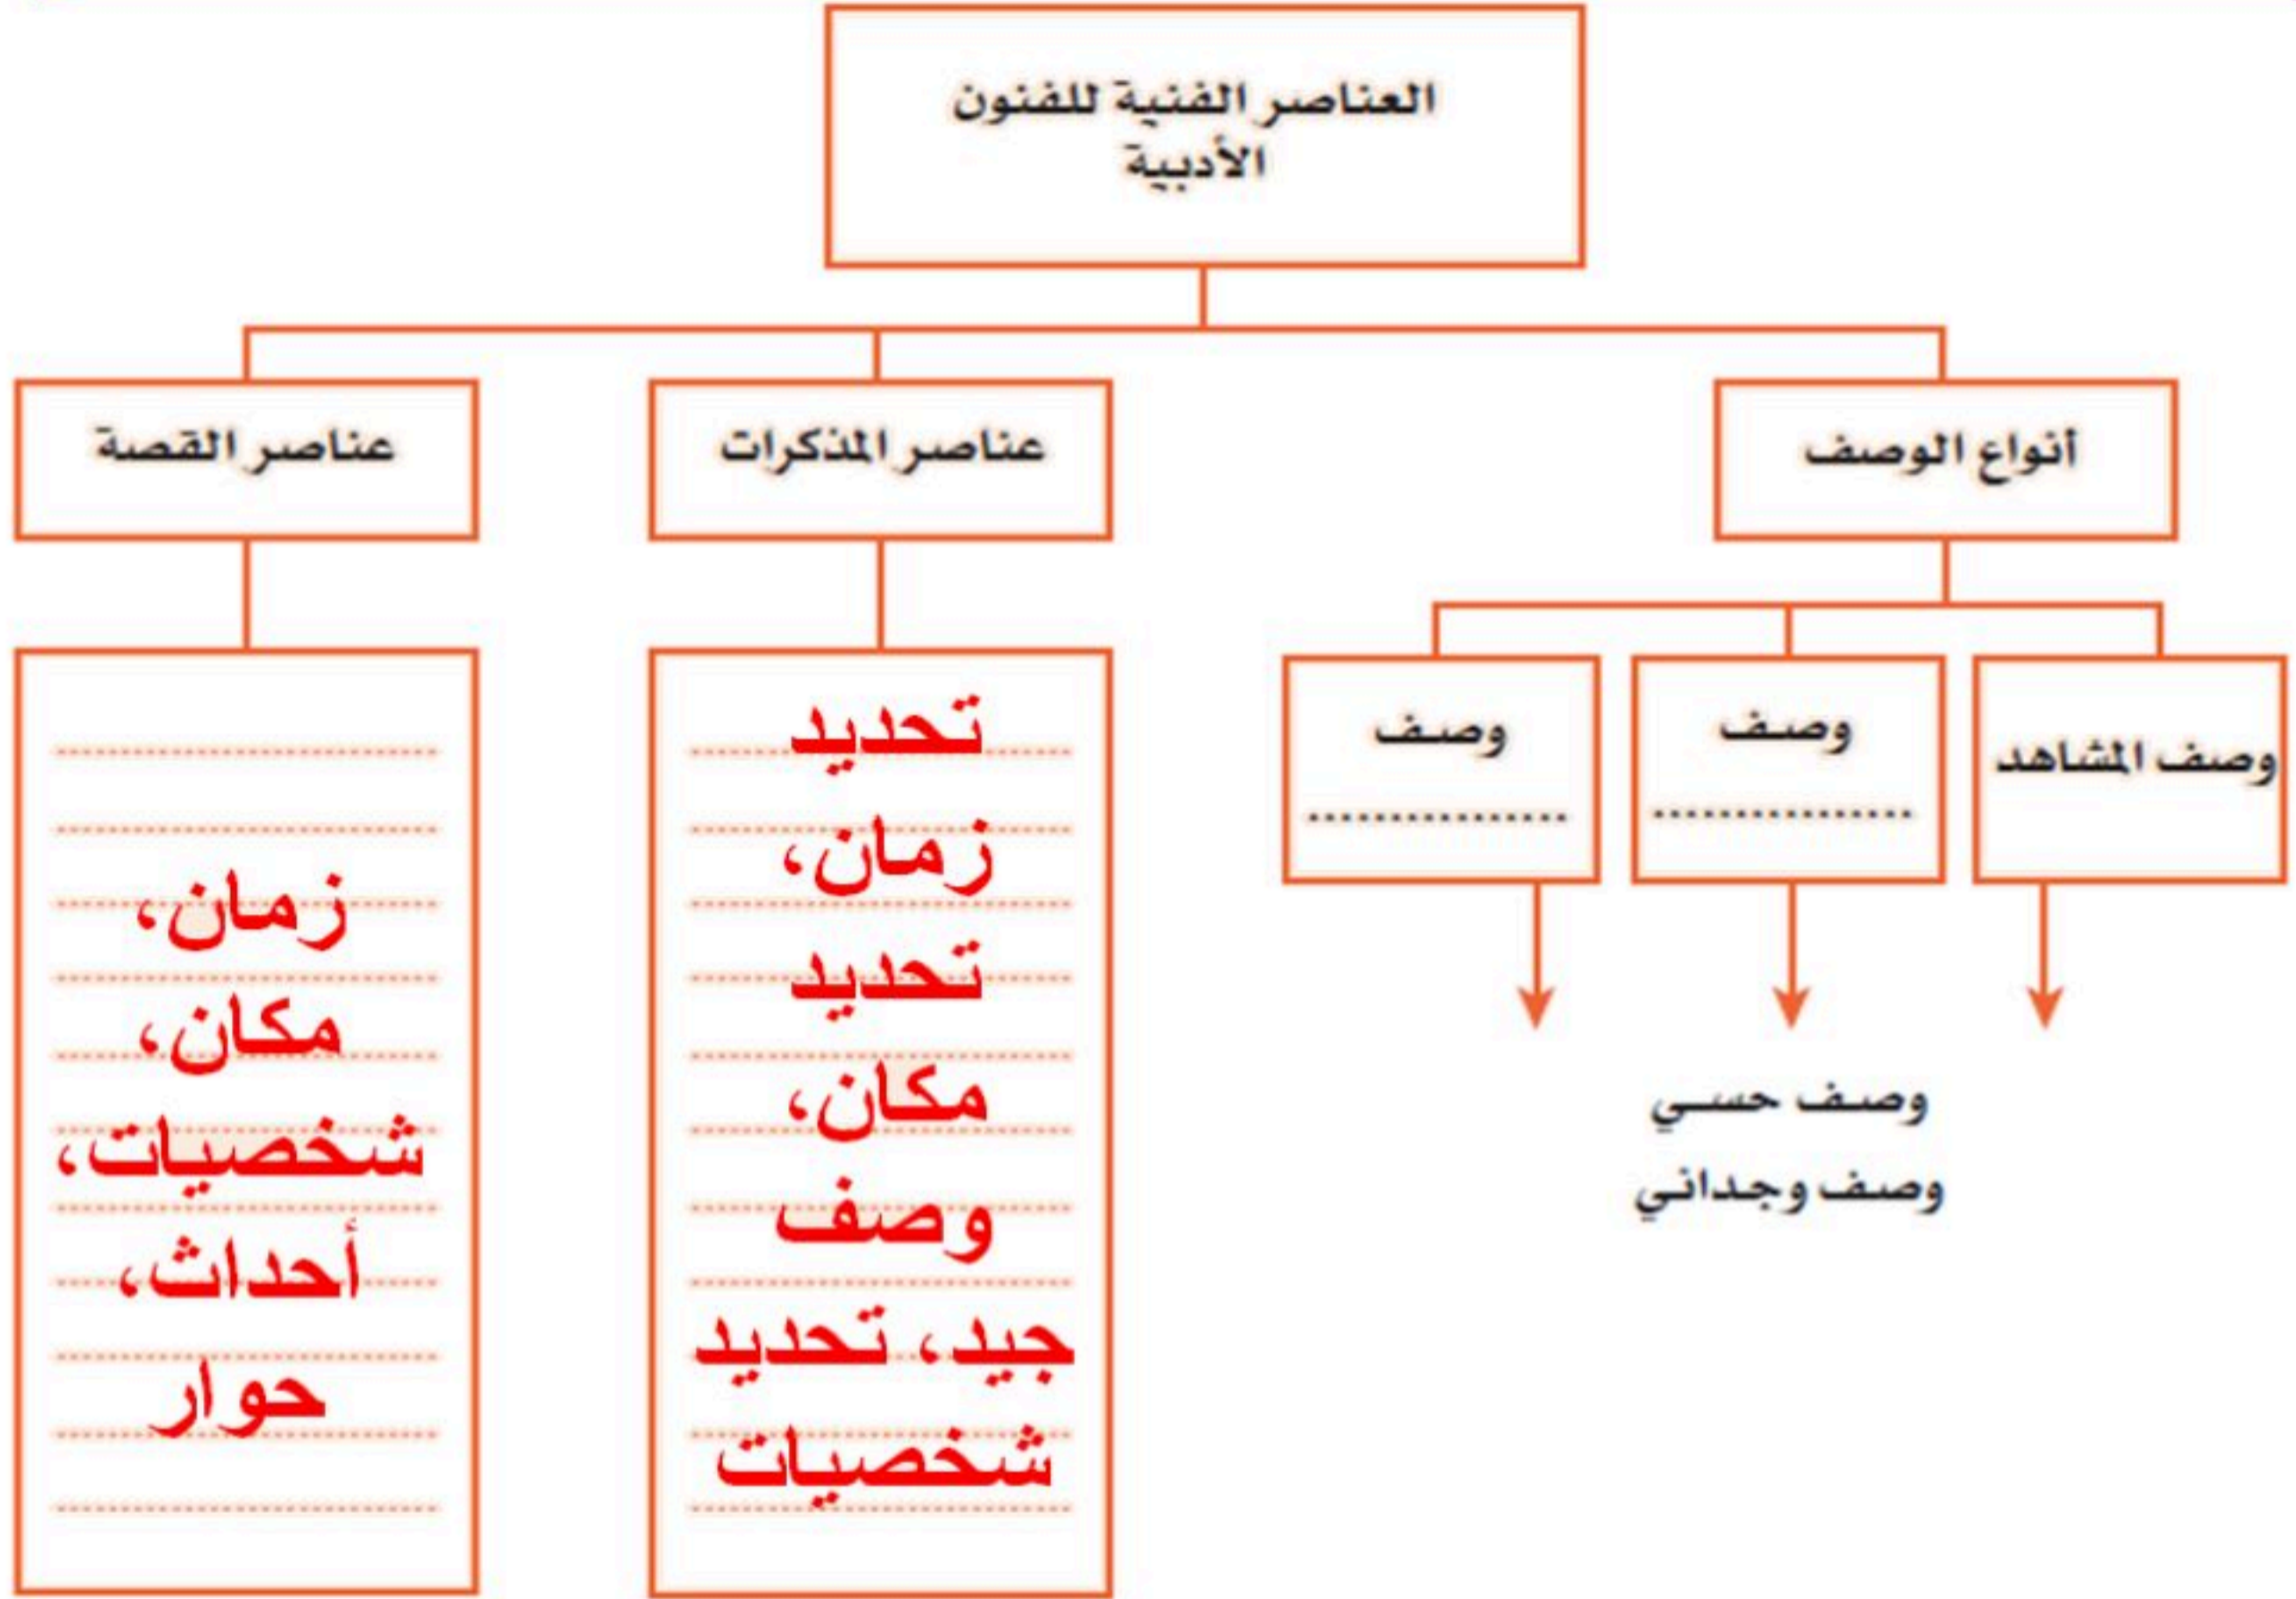 العناصر الفنية للفنون
الأدبية
أنواع الوصف
عناصر المذكرات
عناصر القصة
وصف المشاهد
وصف
................
وصف
................
وصف حسي
وصف وجداني
تحديد
زمان،
تحديد
مكان،
وصف
جيد، تحديد
شخصيات
زمان،
مكان،
شخصيات،
أحداث،
حوار